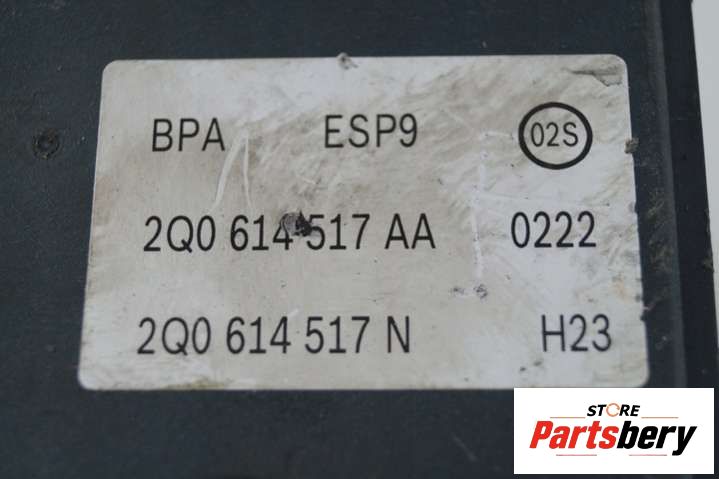 BPA ESP9 02S
2Q0 614 517 AA 0222
2Q0 614 517 N H23
STORE
Partsbery